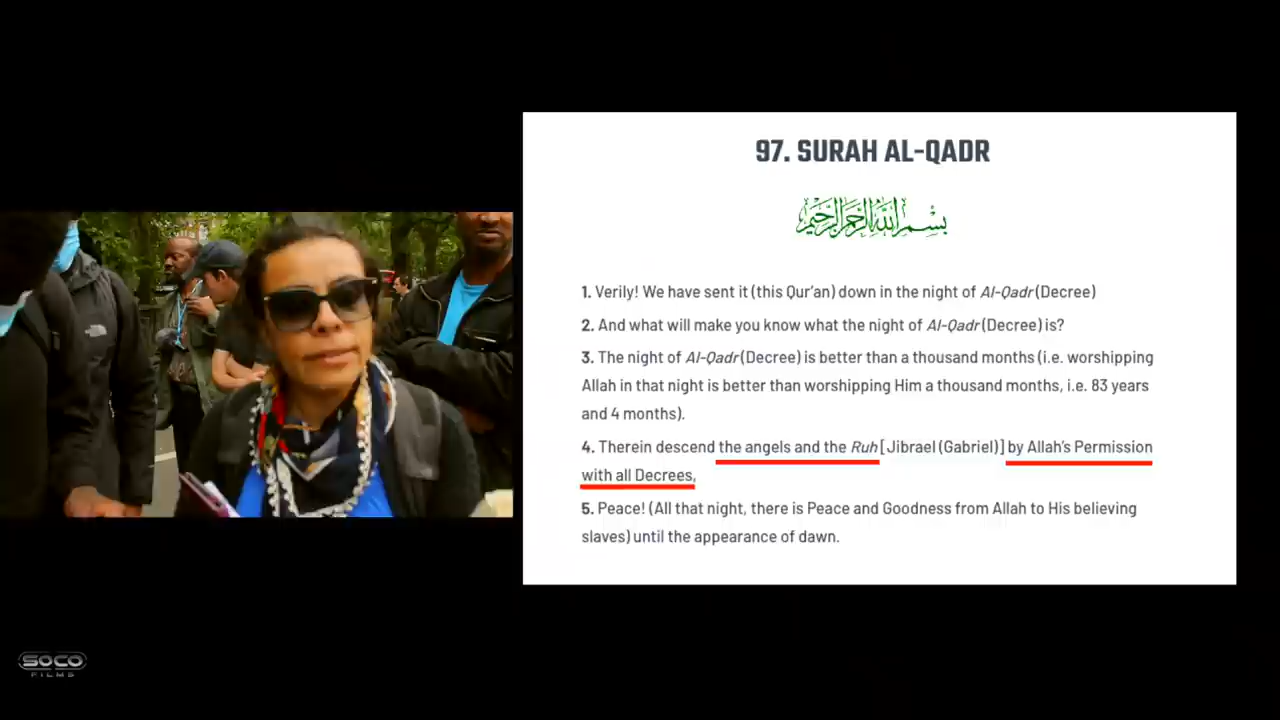 97. SURAH AL-QADR
بسم الله الرحمن الرحيم
1. Verily! We have sent it (this Qur'an) down in the night of Al-Qadr (Decree)
2. And what will make you know what the night of Al-Qadr (Decree) is?
3. The night of Al-Qadr (Decree) is better than a thousand months (i.e. worshipping
Allah in that night is better than worshipping Him a thousand months, i.e. 83 years
and 4 months).
4. Therein descend the angels and the Ruh [Jibrael (Gabriel)] by Allah's Permission
with all Decrees,
5. Peace! (All that night, there is Peace and Goodness from Allah to His believing
slaves) until the appearance of dawn.
SOCO
FILMS